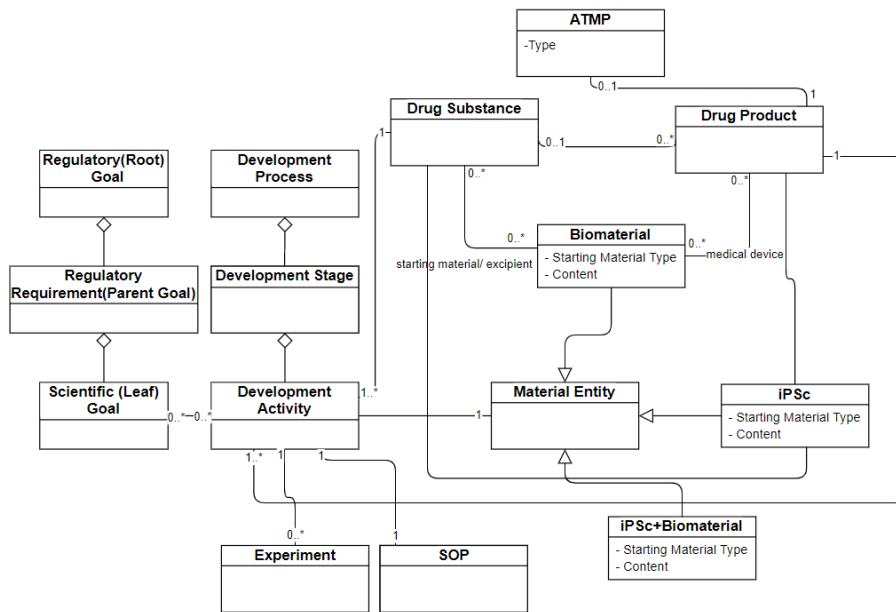 ATMP
-Type
0..1
1
Drug Substance
Drug Product
1
0..1
0..*
1
Regulatory(Root)
Goal
Development
Process
0..*
0..*
0..*
Biomaterial
0..*
starting material/ excipient
- Starting Material Type
- Content
medical device
Regulatory
Requirement(Parent Goal)
Development Stage
Scientific (Leaf)
Goal
Development
Activity
1..*
Material Entity
iPSc
0..*
0..*
1
- Starting Material Type
- Content
1..*
1
1
0..*
1
iPSc+Biomaterial
- Starting Material Type
- Content
Experiment
SOP